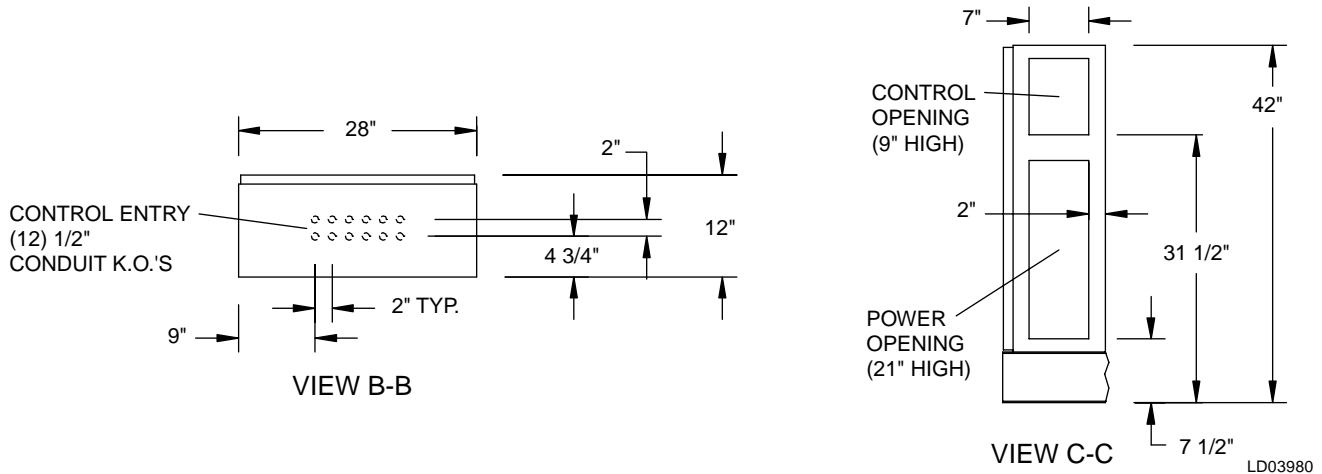 28"
2"
12"
4 3/4"
CONTROL ENTRY
(12) 1/2"
CONDUIT K.O.'S
2" TYP.
9"
VIEW B-B
7"
CONTROL
OPENING
(9" HIGH)
42"
2"
31 1/2"
POWER
OPENING
(21" HIGH)
7 1/2"
VIEW C-C
LD03980